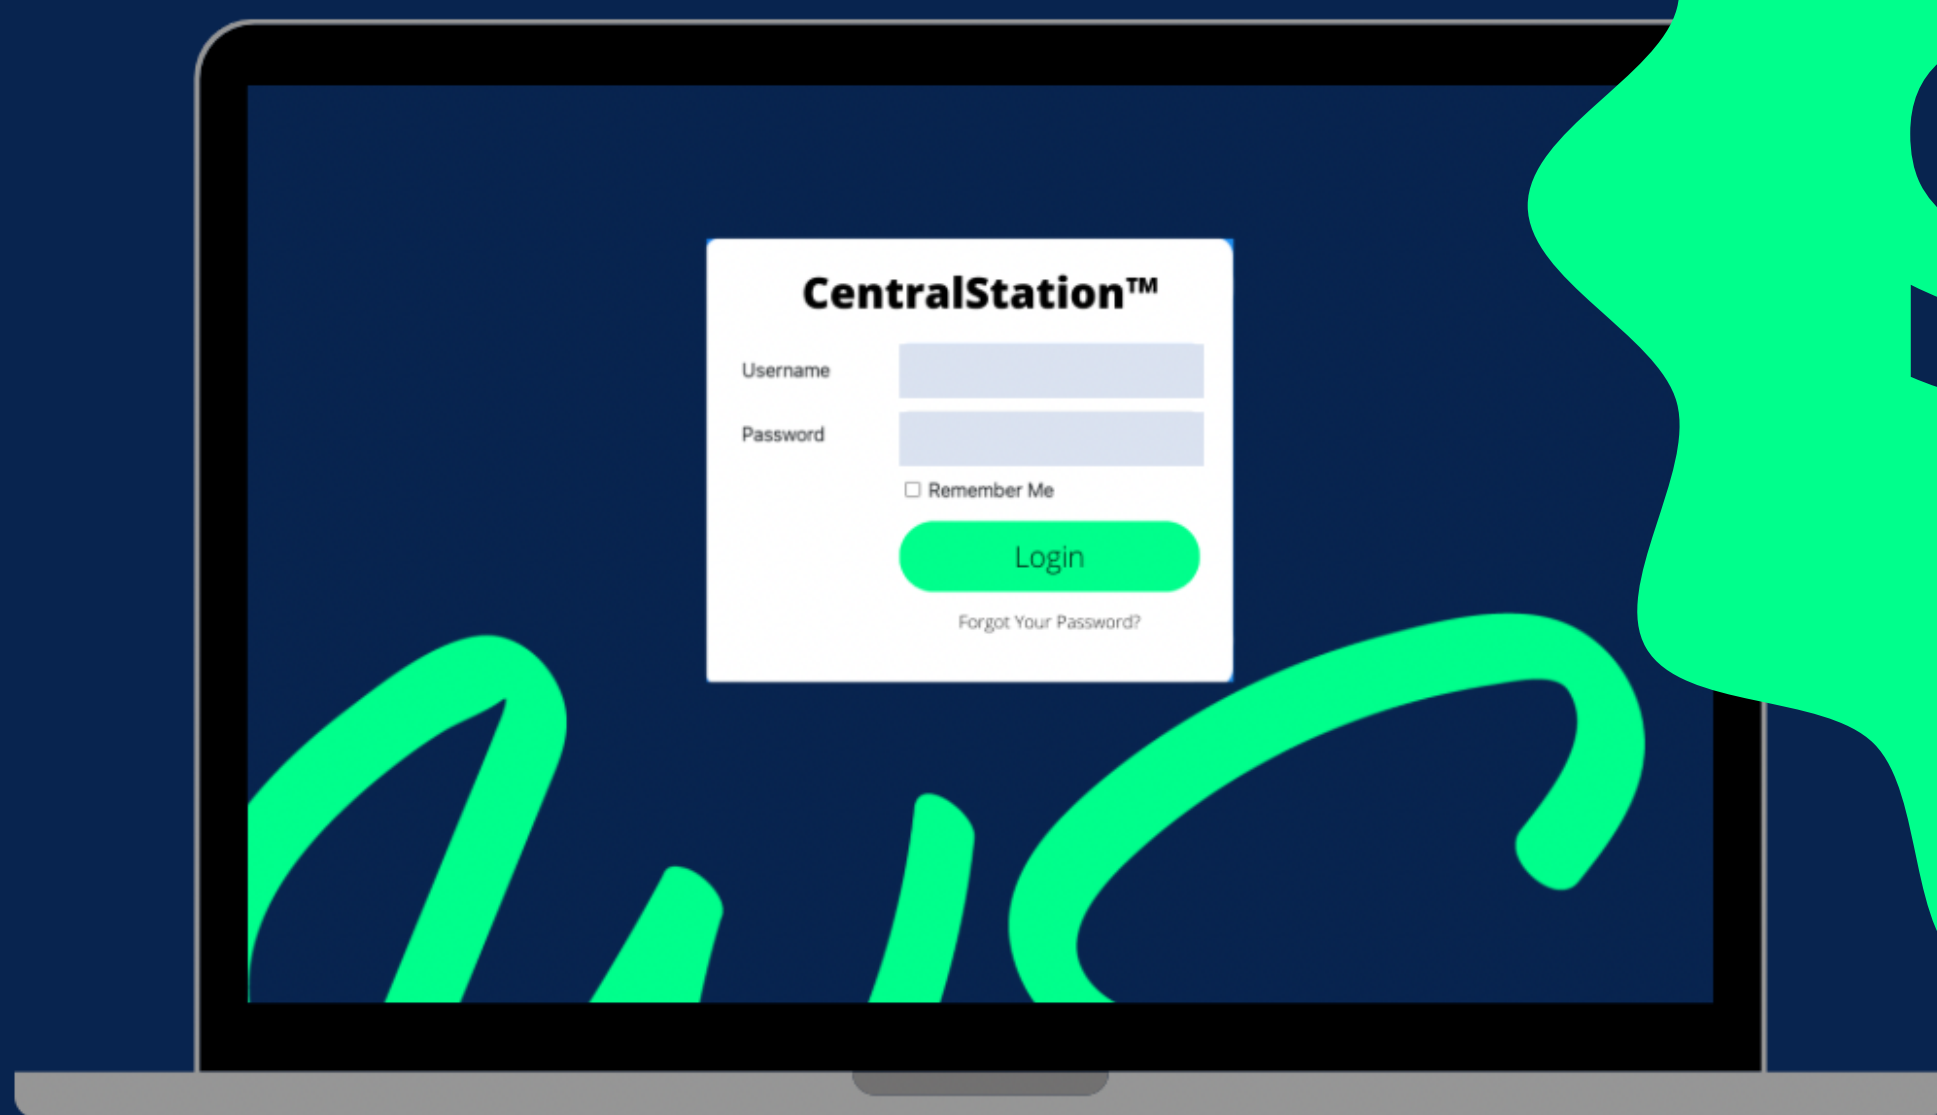 CentralStation™
Username
Password
Remember Me
Login
Forgot Your Password?